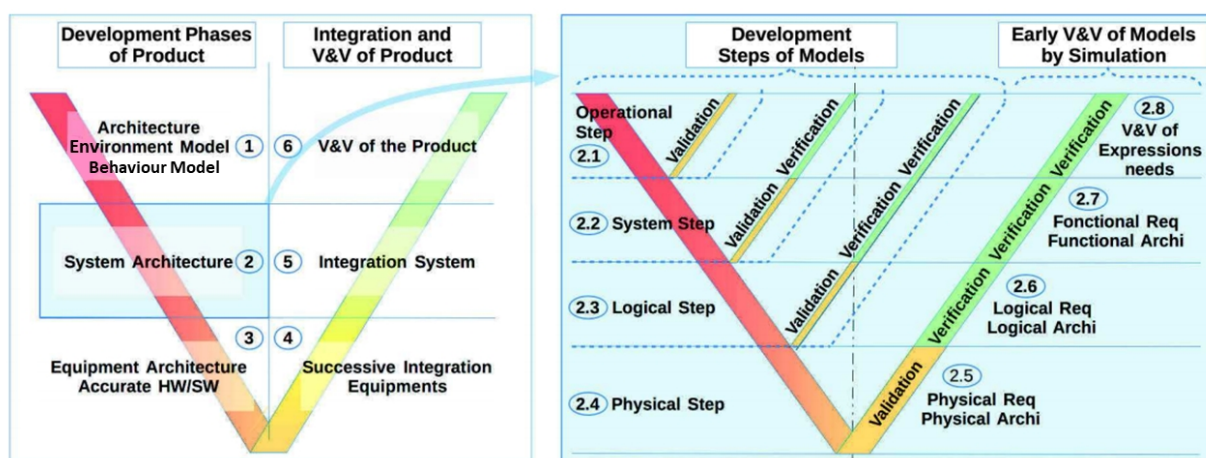 Development Phases
of Product
Integration and
V&V of Product
Architecture
Environment Model
Behaviour Model
1
6
V&V of the Product
System Architecture
2
5
Integration System
3
4
Equipment Architecture
Accurate HW/SW
Successive Integration
Equipments
Development
Steps of Models
Early V&V of Models
by Simulation
Operational
Step
2.1
Validation
Verification
Verification
Verification
2.8
V&V of
Expressions
needs
2.2 System Step
Validation
Verification
Verification
2.7
Fonctional Req
Functional Archi
2.3 Logical Step
Validation
Verification
2.6
Logical Req
Logical Archi
2.4 Physical Step
Validation
2.5
Physical Req
Physical Archi